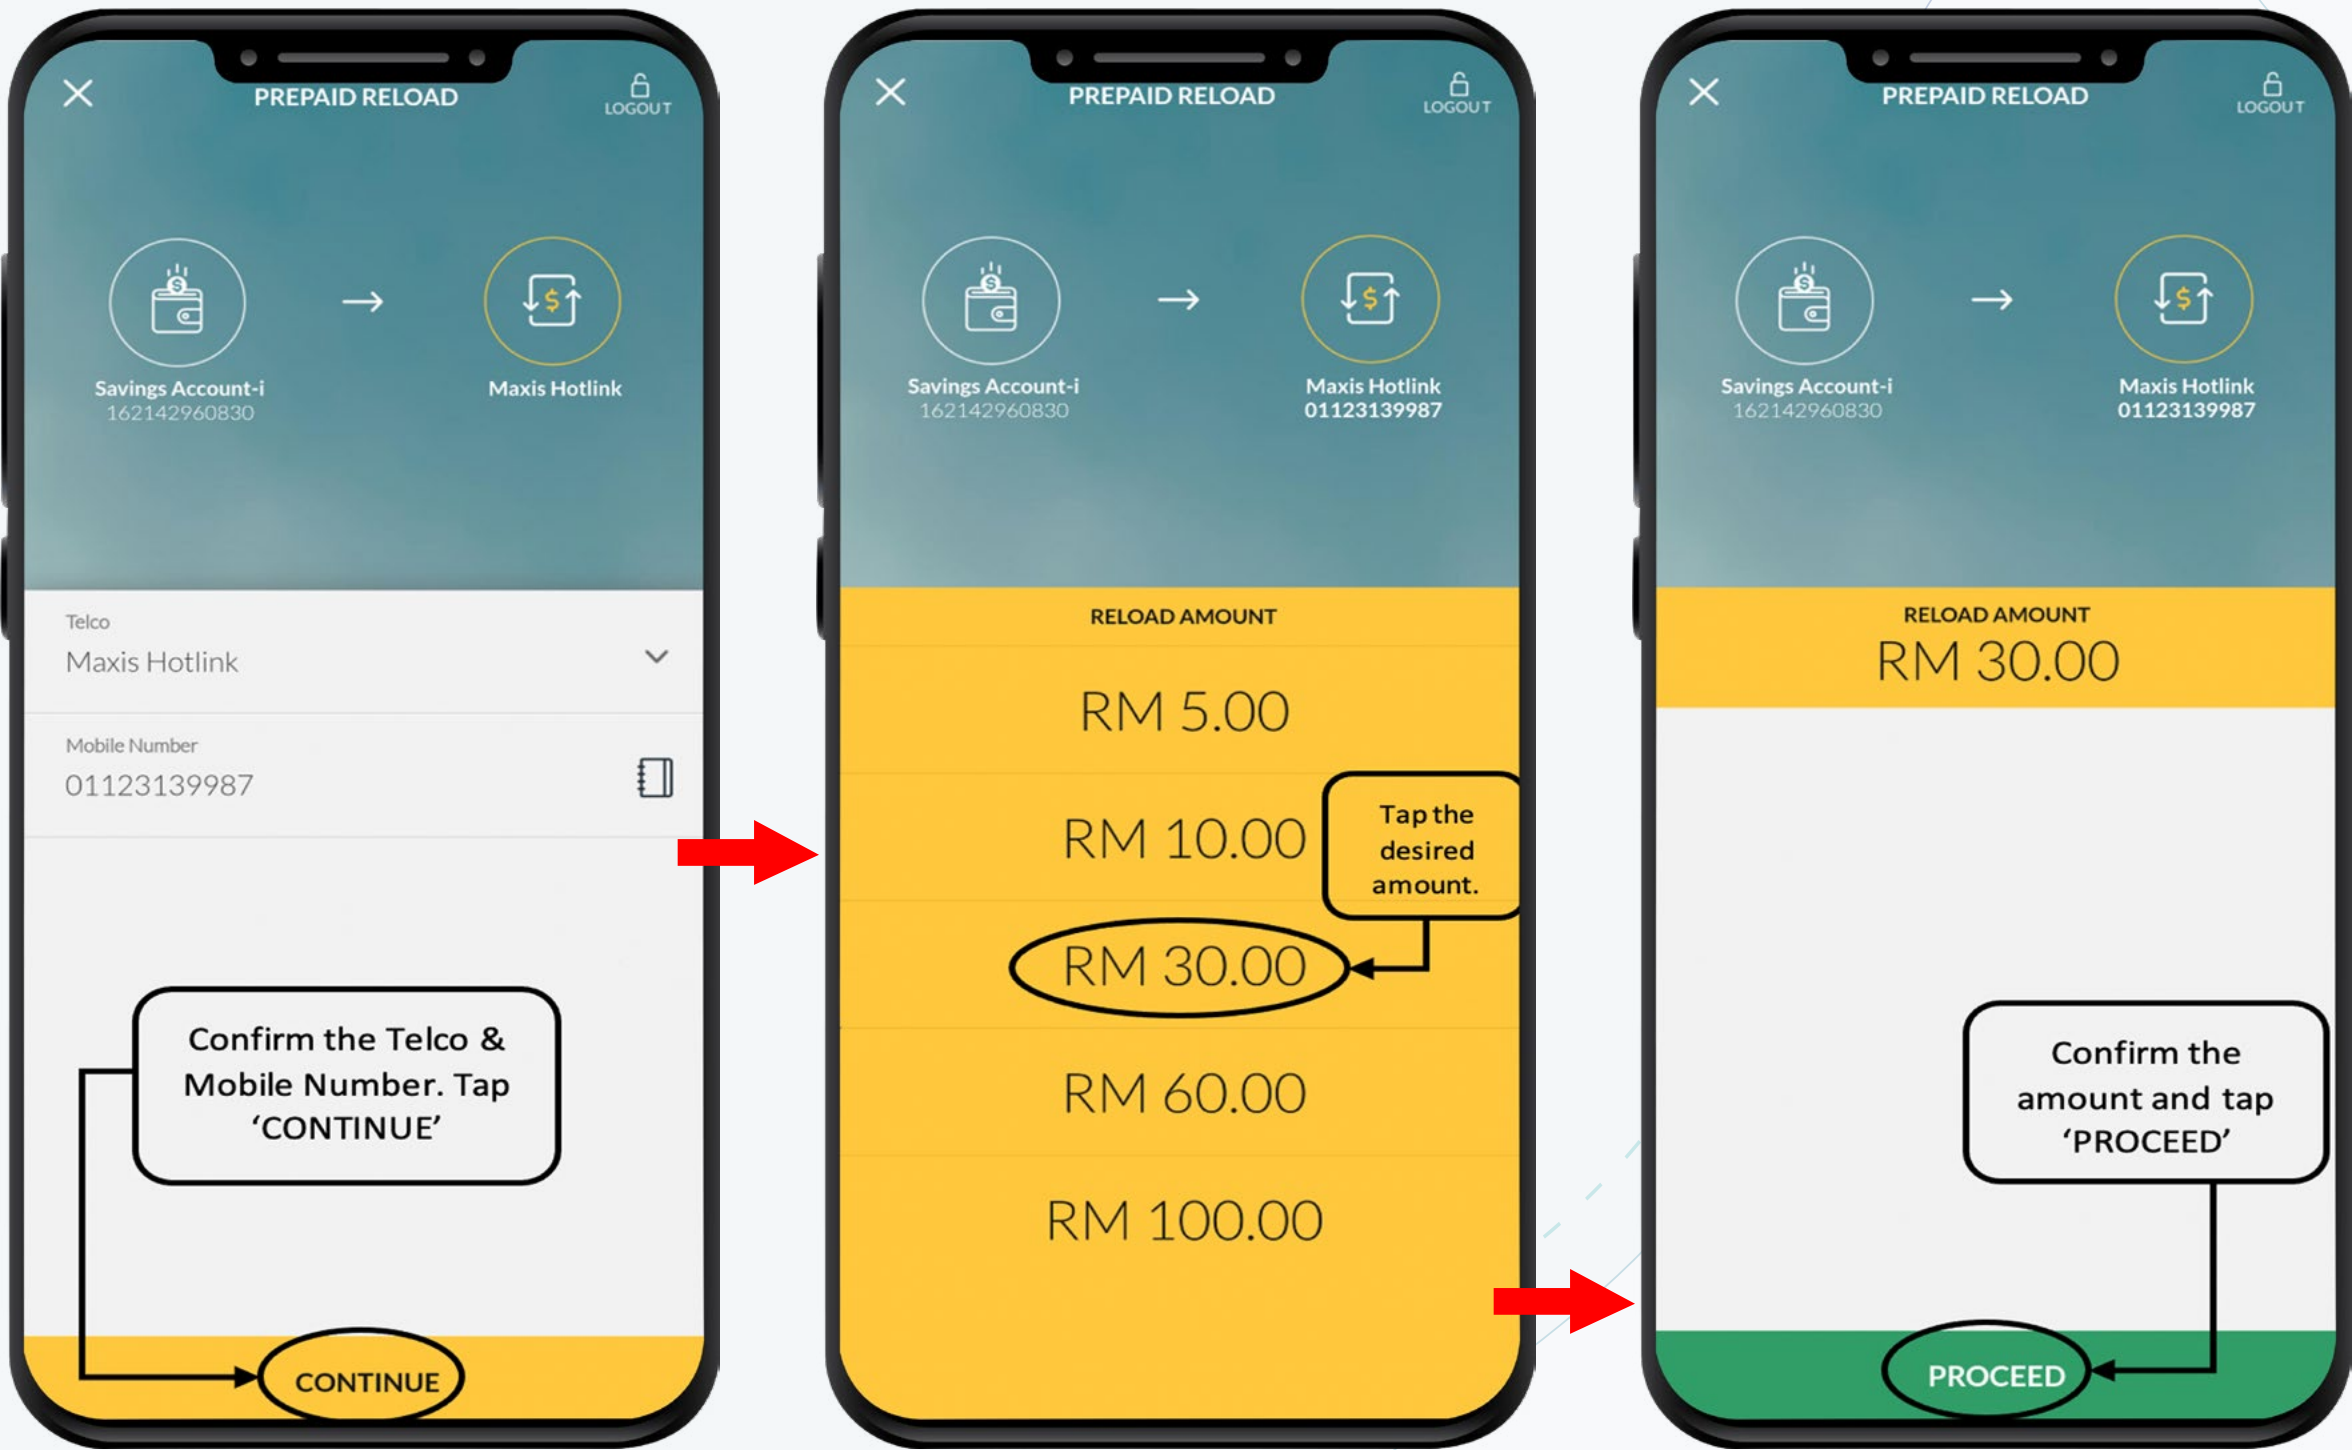 PREPAID RELOAD
LOGOUT
Savings Account-i
162142960830
Maxis Hotlink
Telco
Maxis Hotlink
Mobile Number
01123139987
Confirm the Telco &
Mobile Number. Tap
‘CONTINUE’
CONTINUE
PREPAID RELOAD
LOGOUT
Savings Account-i
162142960830
Maxis Hotlink
01123139987
RELOAD AMOUNT
RM 5.00
RM 10.00
Tap the
desired
amount.
RM 30.00
RM 60.00
RM 100.00
PREPAID RELOAD
LOGOUT
Savings Account-i
162142960830
Maxis Hotlink
01123139987
RELOAD AMOUNT
RM 30.00
Confirm the
amount and tap
‘PROCEED’
PROCEED